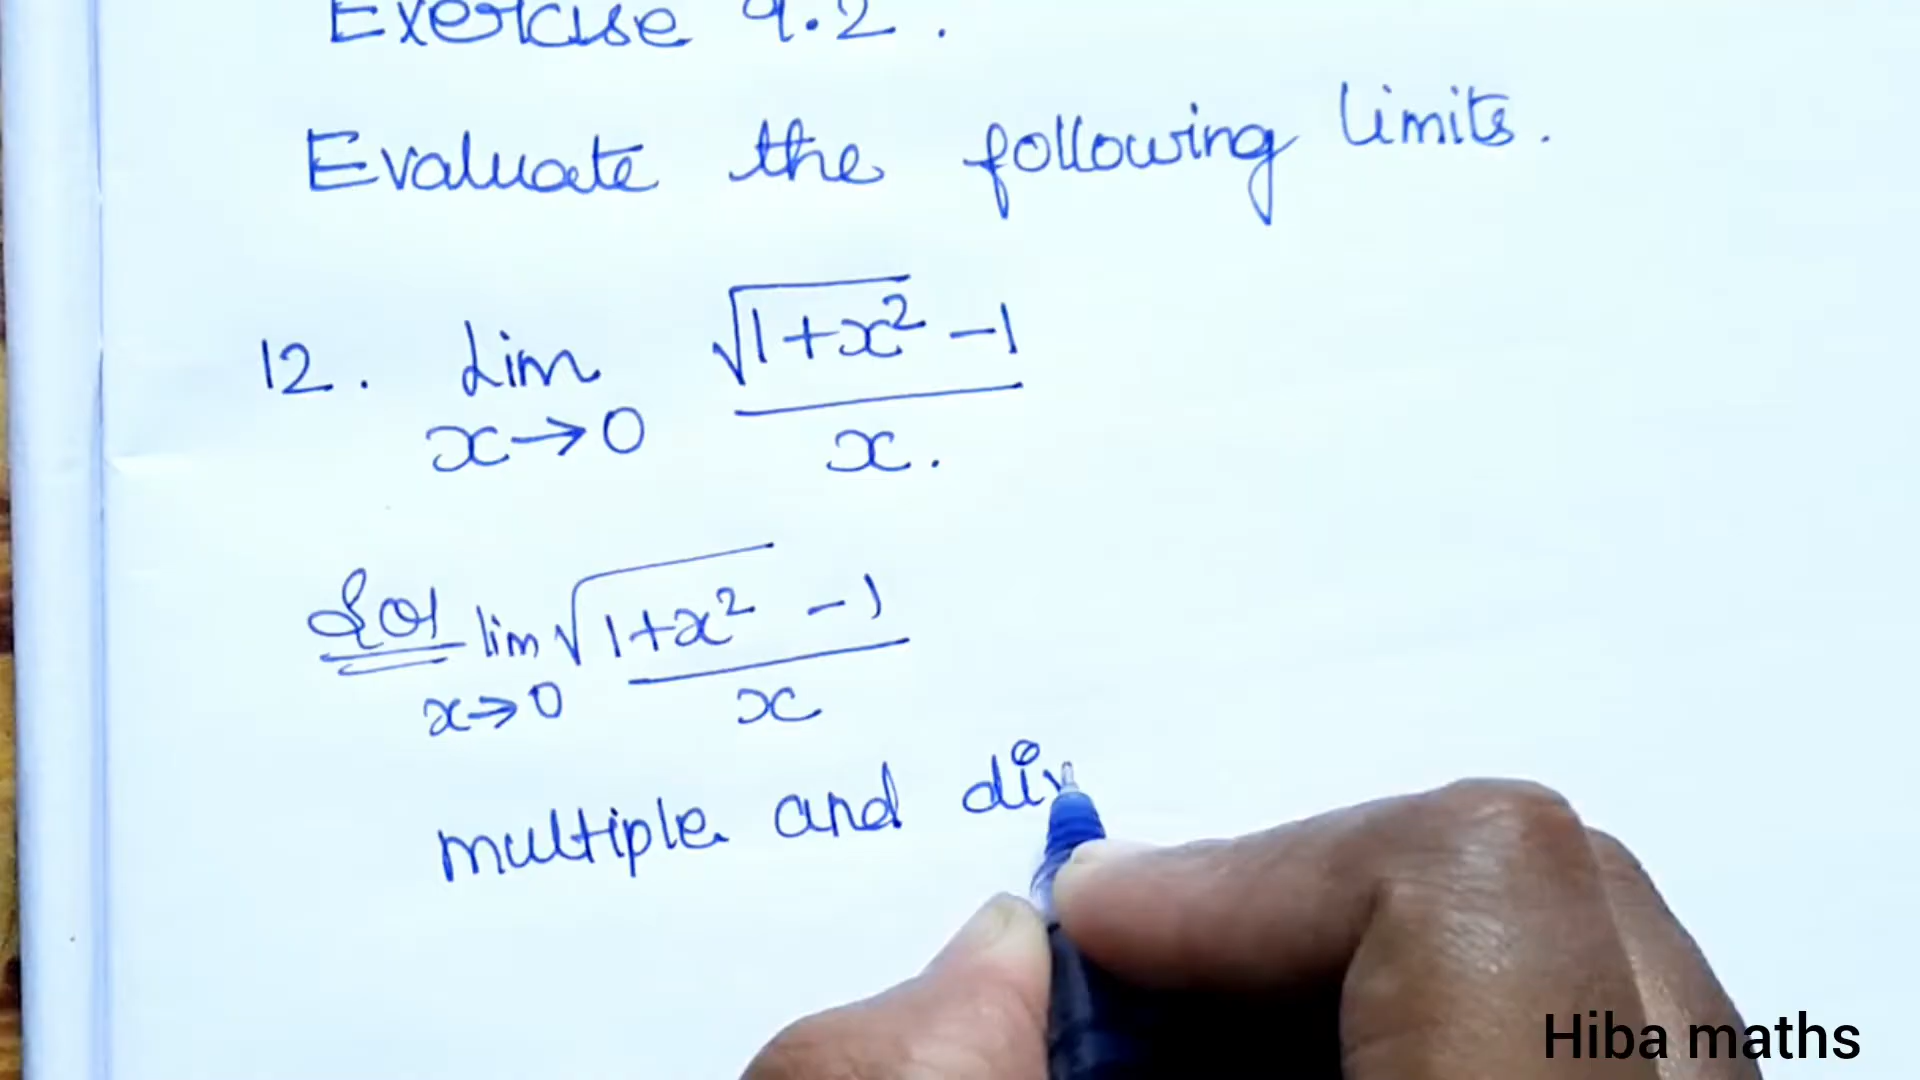 Exercise 9.2.
Evaluate the following limits.
12. Lim x→0 √1+x² -1 / x.
Sol lim x→0 √1+x² -1 / x
multiple and div
Hiba maths